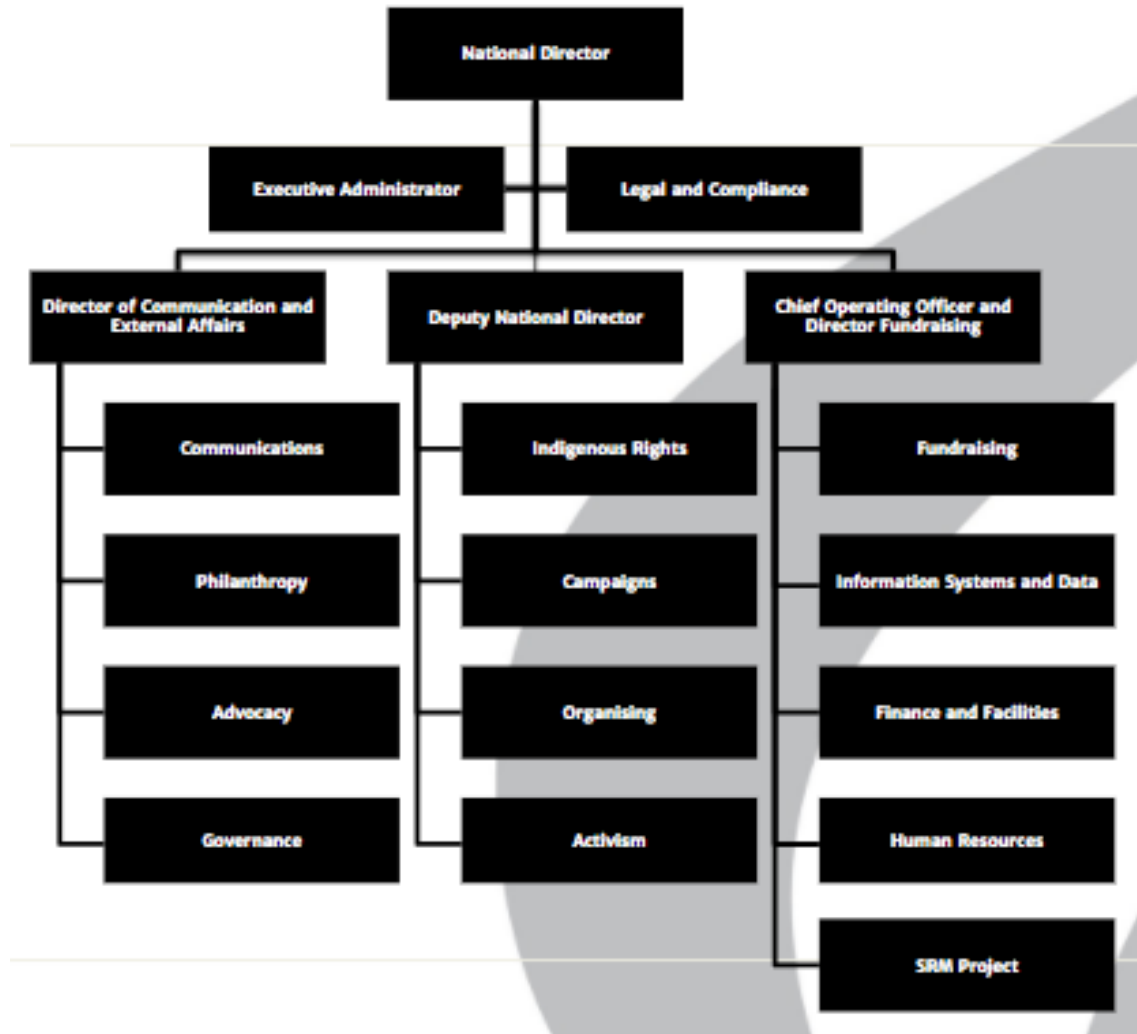 National Director
Executive Administrator
Legal and Compliance
Director of Communication and
External Affairs
Deputy National Director
Chief Operating Officer and
Director Fundraising
Communications
Indigenous Rights
Fundraising
Philanthropy
Campaigns
Information Systems and Data
Advocacy
Organising
Finance and Facilities
Governance
Activism
Human Resources
SRM Project